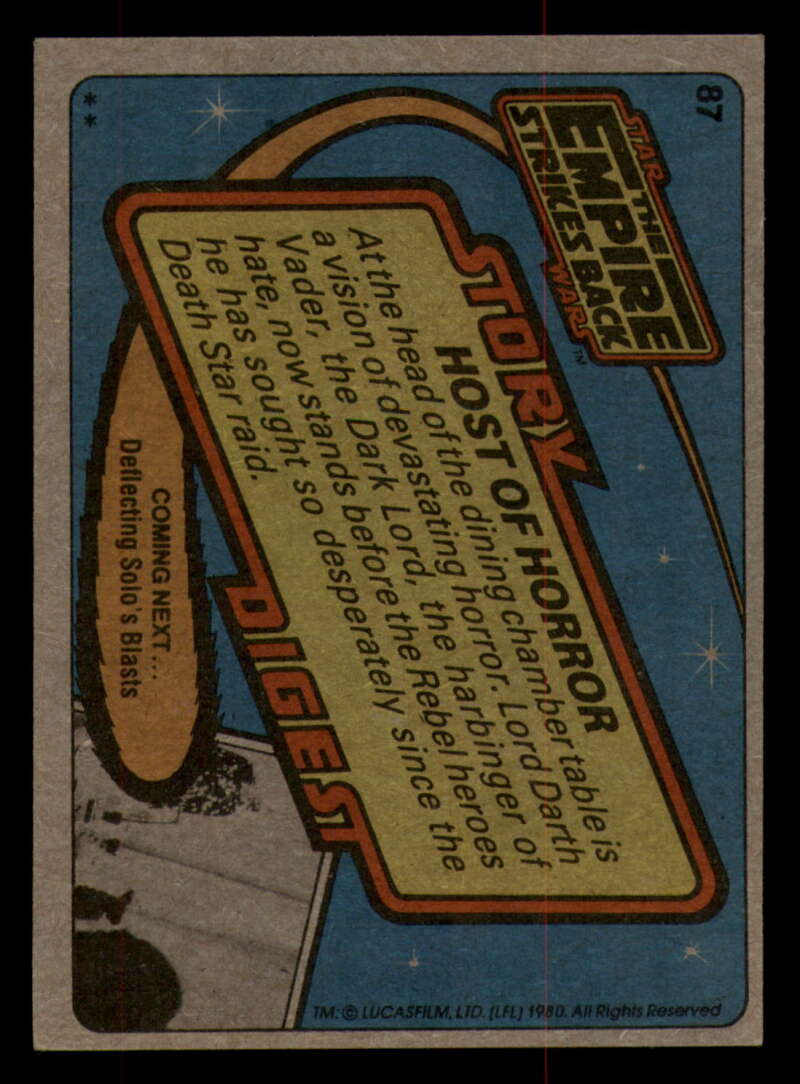 87
STAR
THE
EMPIRE
STRIKES BACK
WARS™
STORY
HOST OF HORROR
At the head of the dining chamber table is
a vision of devastating horror. Lord Darth
Vader, the Dark Lord, the harbinger of
hate, now stands before the Rebel heroes
he has sought so desperately since the
Death Star raid.
DIGEST
COMING NEXT...
Deflecting Solo's Blasts
**
TM: © LUCASFILM, LTD. (LFL) 1980. All Rights Reserved